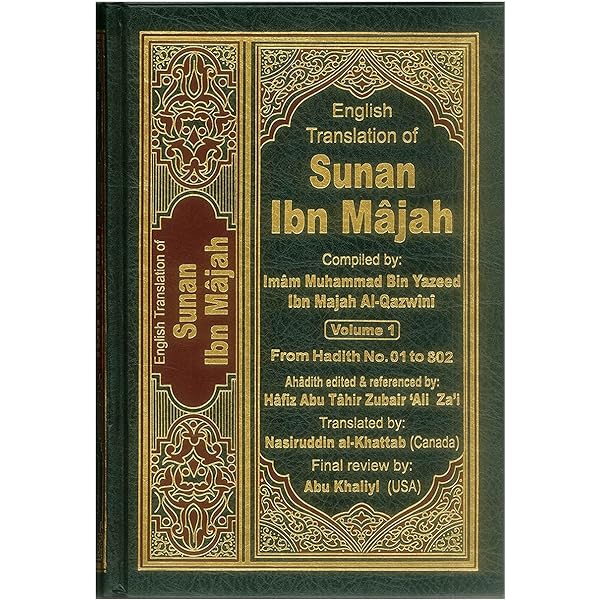 English Translation of
Sunan
Ibn Mâjah
English
Translation of
Sunan
Ibn Mâjah
Compiled by:
Imâm Muhammad Bin Yazeed
Ibn Majah Al-Qazwînî
Volume 1
From Hadith No. 01 to 802
Ahâdith edited & referenced by:
Hâfiz Abu Tâhir Zubair 'Ali Za'i
Translated by:
Nasiruddin al-Khattab (Canada)
Final review by:
Abu Khaliyl (USA)